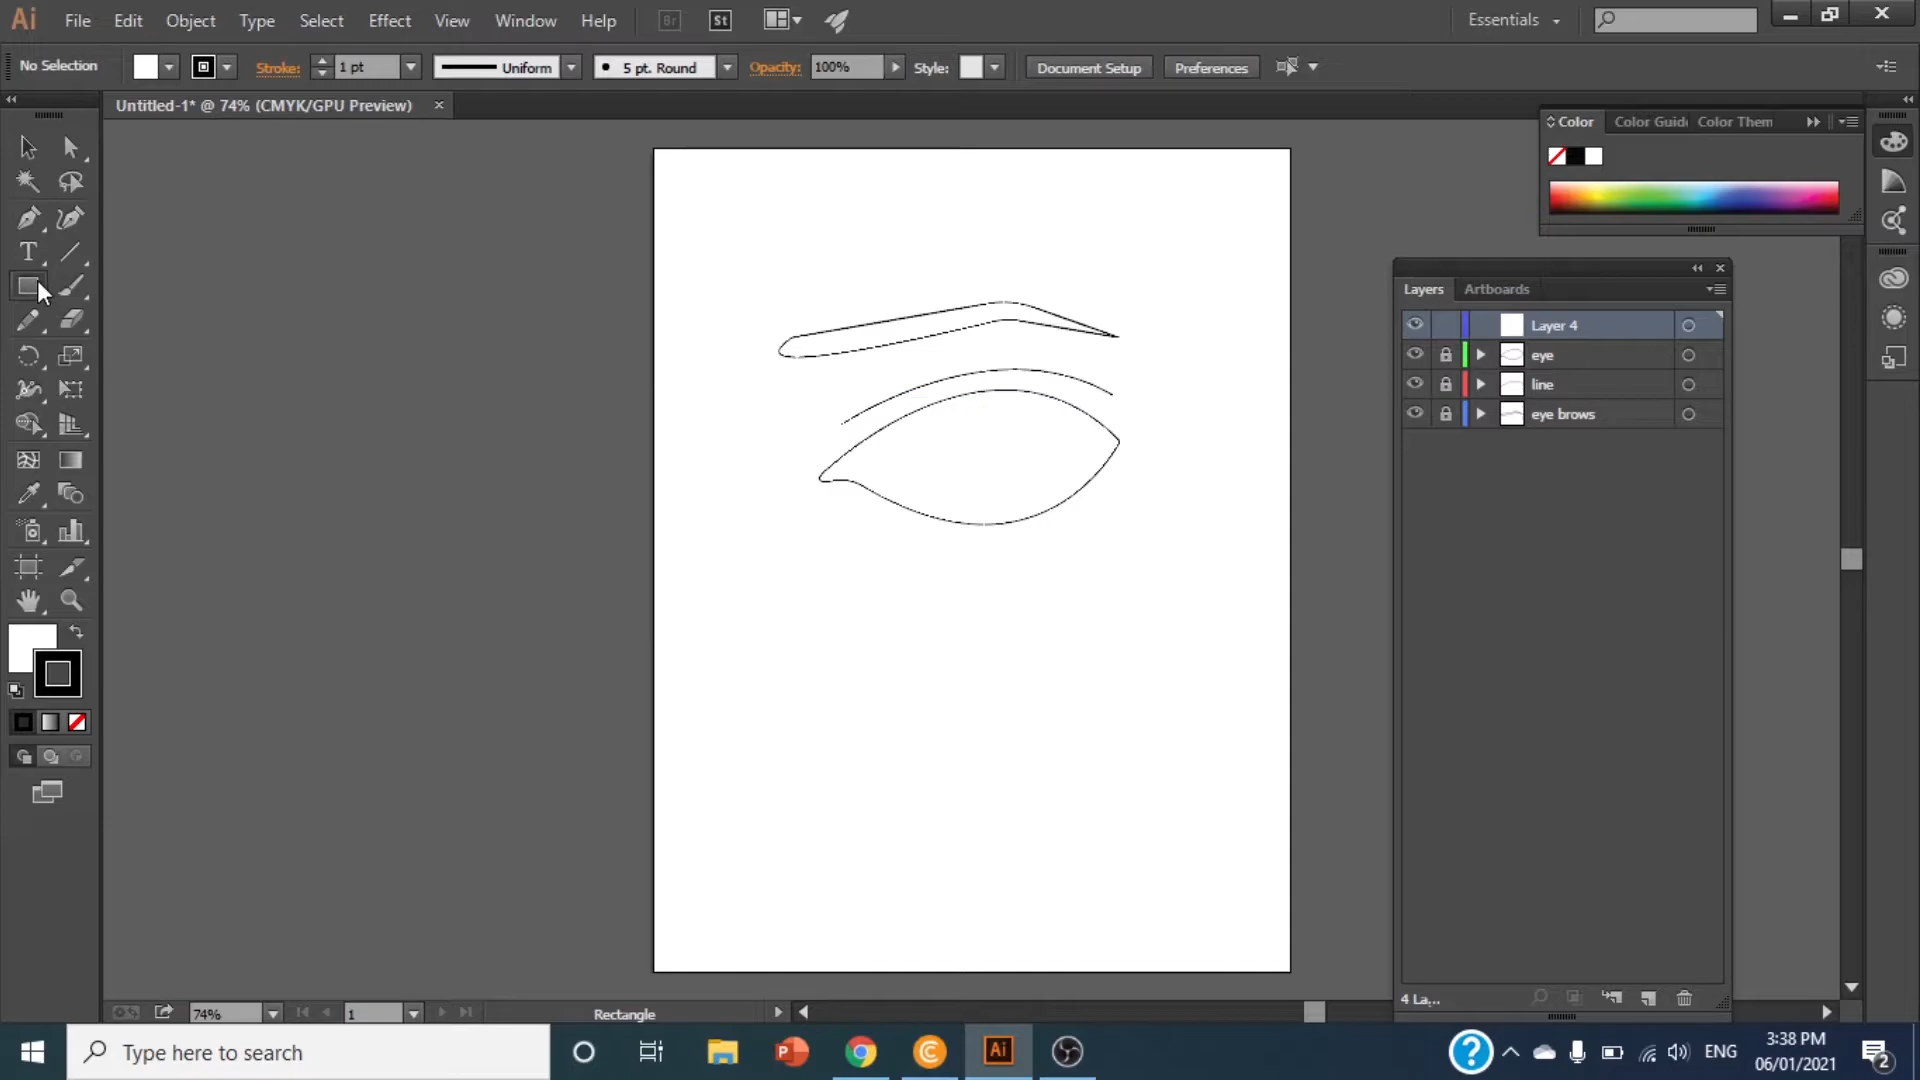 Ai File Edit Object Type Select Effect View Window Help Br St Essentials
No Selection Stroke: 1 pt Uniform 5 pt. Round Opacity: 100% Style: Document Setup Preferences
Untitled-1* @ 74% (CMYK/GPU Preview)
Color Color Guid Color Them
Layers Artboards
Layer 4
eye
line
eye brows
4 La...
74% 1 Rectangle
Type here to search
P
C
Ai
?
ENG
3:38 PM
06/01/2021
2